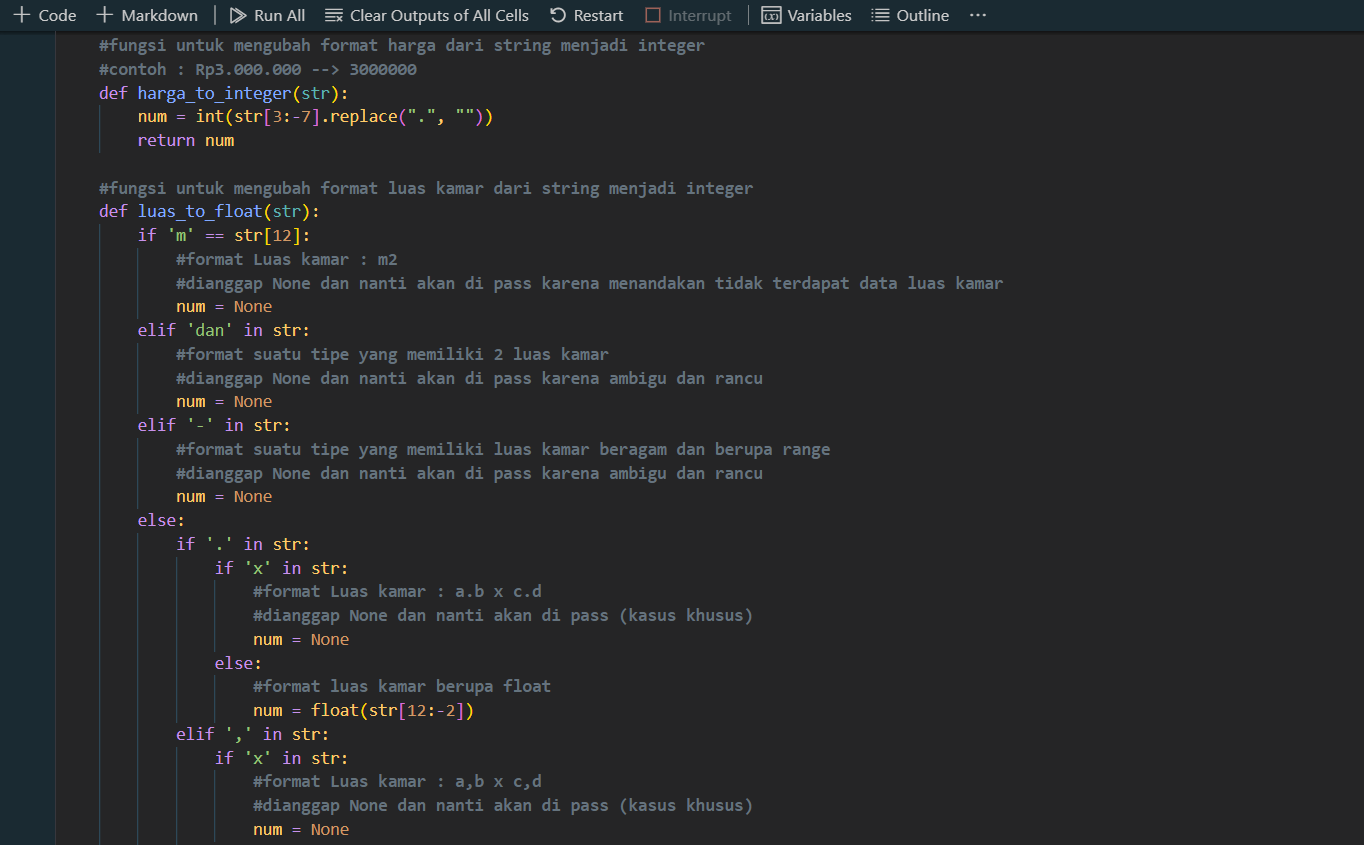 Code Markdown Run All Clear Outputs of All Cells Restart Interrupt Variables Outline ...
#fungsi untuk mengubah format harga dari string menjadi integer
#contoh : Rp3.000.000 --> 3000000
def harga_to_integer(str):
    num = int(str[3:-7].replace(".", ""))
    return num

#fungsi untuk mengubah format luas kamar dari string menjadi integer
def luas_to_float(str):
    if 'm' == str[12]:
        #format Luas kamar : m2
        #dianggap None dan nanti akan di pass karena menandakan tidak terdapat data luas kamar
        num = None
    elif 'dan' in str:
        #format suatu tipe yang memiliki 2 luas kamar
        #dianggap None dan nanti akan di pass karena ambigu dan rancu
        num = None
    elif '-' in str:
        #format suatu tipe yang memiliki luas kamar beragam dan berupa range
        #dianggap None dan nanti akan di pass karena ambigu dan rancu
        num = None
    else:
        if '.' in str:
            if 'x' in str:
                #format Luas kamar : a.b x c.d
                #dianggap None dan nanti akan di pass (kasus khusus)
                num = None
            else:
                #format luas kamar berupa float
                num = float(str[12:-2])
        elif ',' in str:
            if 'x' in str:
                #format Luas kamar : a,b x c,d
                #dianggap None dan nanti akan di pass (kasus khusus)
                num = None